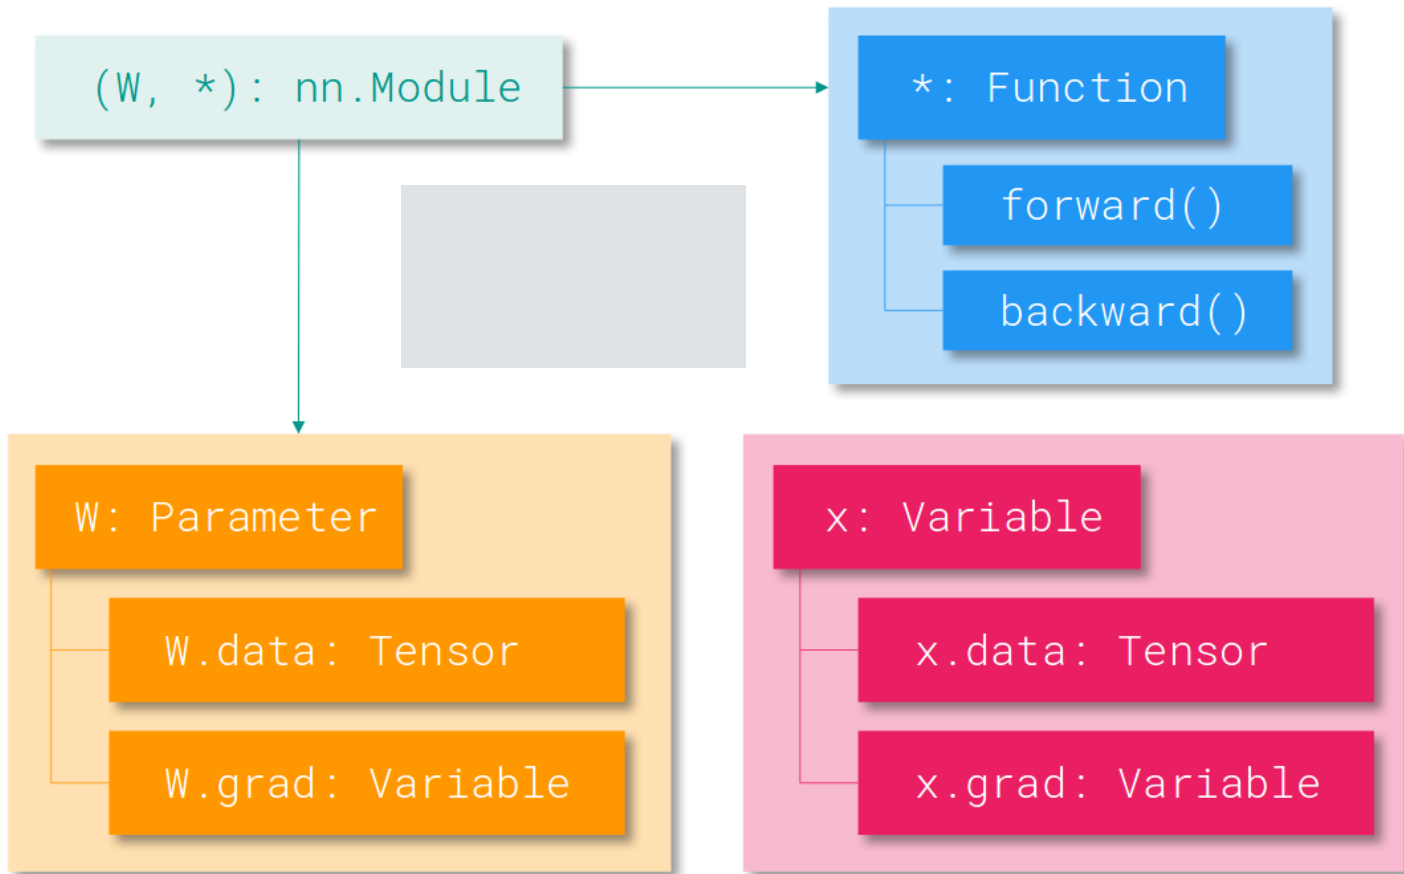 (W, *): nn.Module
*: Function
forward()
backward()
W: Parameter
W.data: Tensor
W.grad: Variable
x: Variable
x.data: Tensor
x.grad: Variable